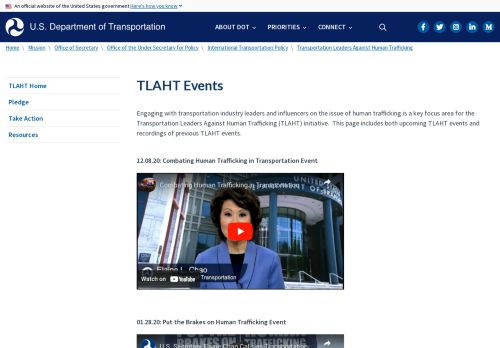 An official website of the United States government Here's how you know
U.S. Department of Transportation
ABOUT DOT
PRIORITIES
CONNECT
Home \ Mission \ Office of Secretary \ Office of the Under Secretary for Policy \ International Transportation Policy \ Transportation Leaders Against Human Trafficking
TLAHT Home
Pledge
Take Action
Resources
TLAHT Events
Engaging with transportation industry leaders and influencers on the issue of human trafficking is a key focus area for the
Transportation Leaders Against Human Trafficking (TLAHT) initiative. This page includes both upcoming TLAHT events and
recordings of previous TLAHT events.
12.08.20: Combating Human Trafficking in Transportation Event
Combating Human Trafficking in Transportation
Elaine L. Chao
Transportation
Watch on YouTube
01.28.20: Put the Brakes on Human Trafficking Event
U.S. Secretary Elaine Chao Calls on Transportation